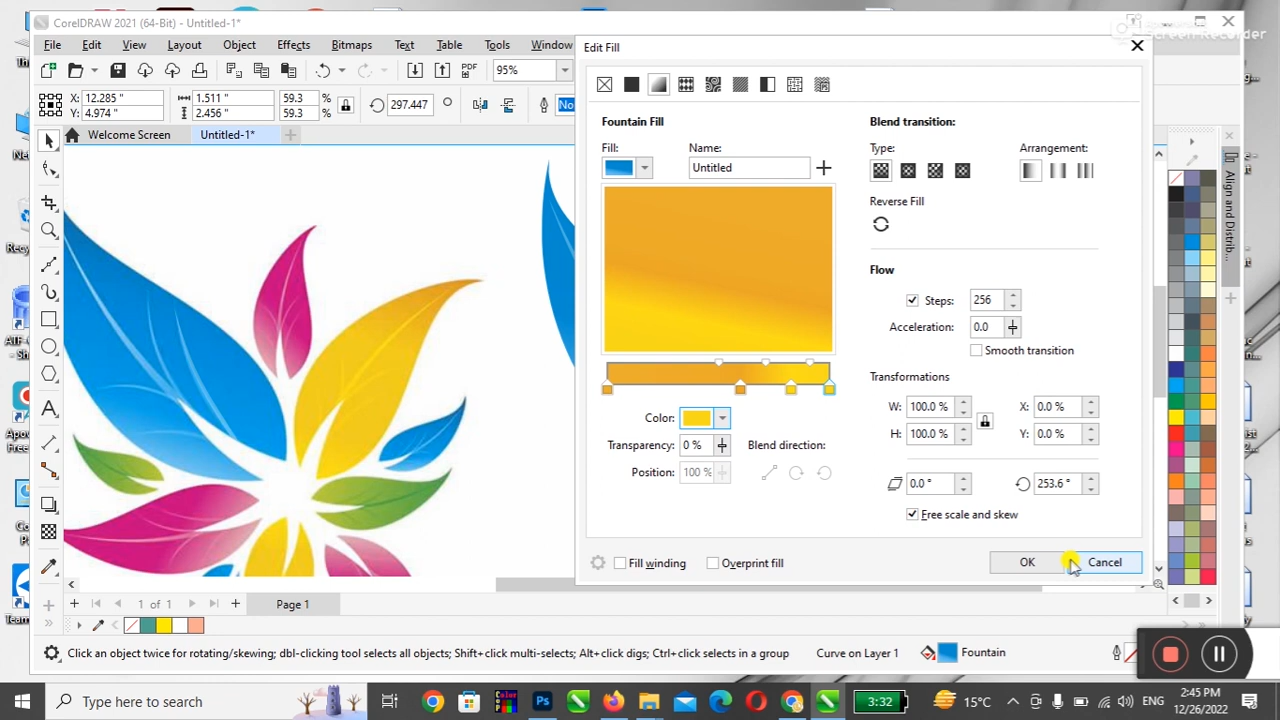 CorelDRAW 2021 (64-Bit) - Untitled-1*
File Edit View Layout Object Effects Bitmaps Text Table Tools Window
95%
X: 12.285 "
Y: 4.974 "
1.511 "
2.456 "
59.3 %
59.3 %
297.447 °
Welcome Screen
Untitled-1*
Edit Fill
Fountain Fill
Fill:
Name:
Untitled
Color:
Transparency: 0 %
Blend direction:
Position: 100 %
Fill winding
Overprint fill
Blend transition:
Type:
Arrangement:
Reverse Fill
Flow
Steps: 256
Acceleration: 0.0
Smooth transition
Transformations
W: 100.0 % X: 0.0 %
H: 100.0 % Y: 0.0 %
0.0 ° 253.6 °
Free scale and skew
OK
Cancel
Screen Recorder
Align and Distrib...
1 of 1
Page 1
Click an object twice for rotating/skewing; dbl-clicking tool selects all objects; Shift+click multi-selects; Alt+click digs; Ctrl+click selects in a group
Curve on Layer 1
Fountain
Type here to search
3:32
15°C
ENG
2:45 PM
12/26/2022